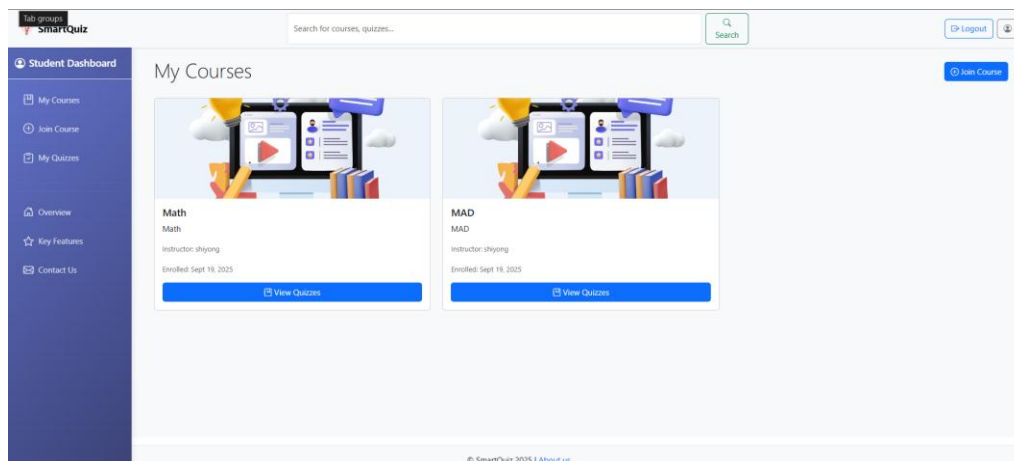 Tab groups
SmartQuiz
Search for courses, quizzes...
Search
Logout
Student Dashboard
My Courses
Join Course
My Quizzes
Overview
Key Features
Contact Us
My Courses
Join Course
Math
Math
Instructor: shiyong
Enrolled: Sept 19, 2025
View Quizzes
MAD
MAD
Instructor: shiyong
Enrolled: Sept 19, 2025
View Quizzes
© SmartQuiz 2025 | About us